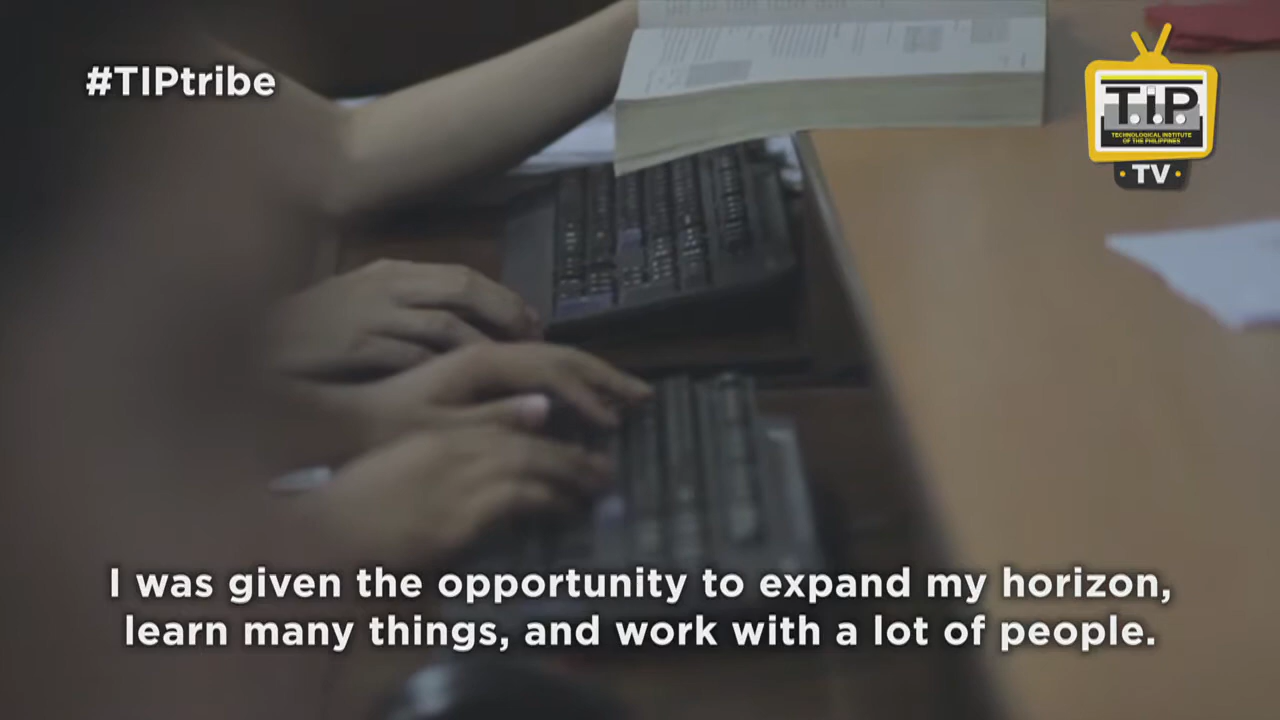 #TIPtribe
T.I.P.
TECHNOLOGICAL INSTITUTE
OF THE PHILIPPINES
TV
I was given the opportunity to expand my horizon,
learn many things, and work with a lot of people.